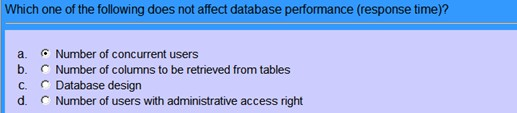 Which one of the following does not affect database performance (response time)?
a. Number of concurrent users
b. Number of columns to be retrieved from tables
c. Database design
d. Number of users with administrative access right